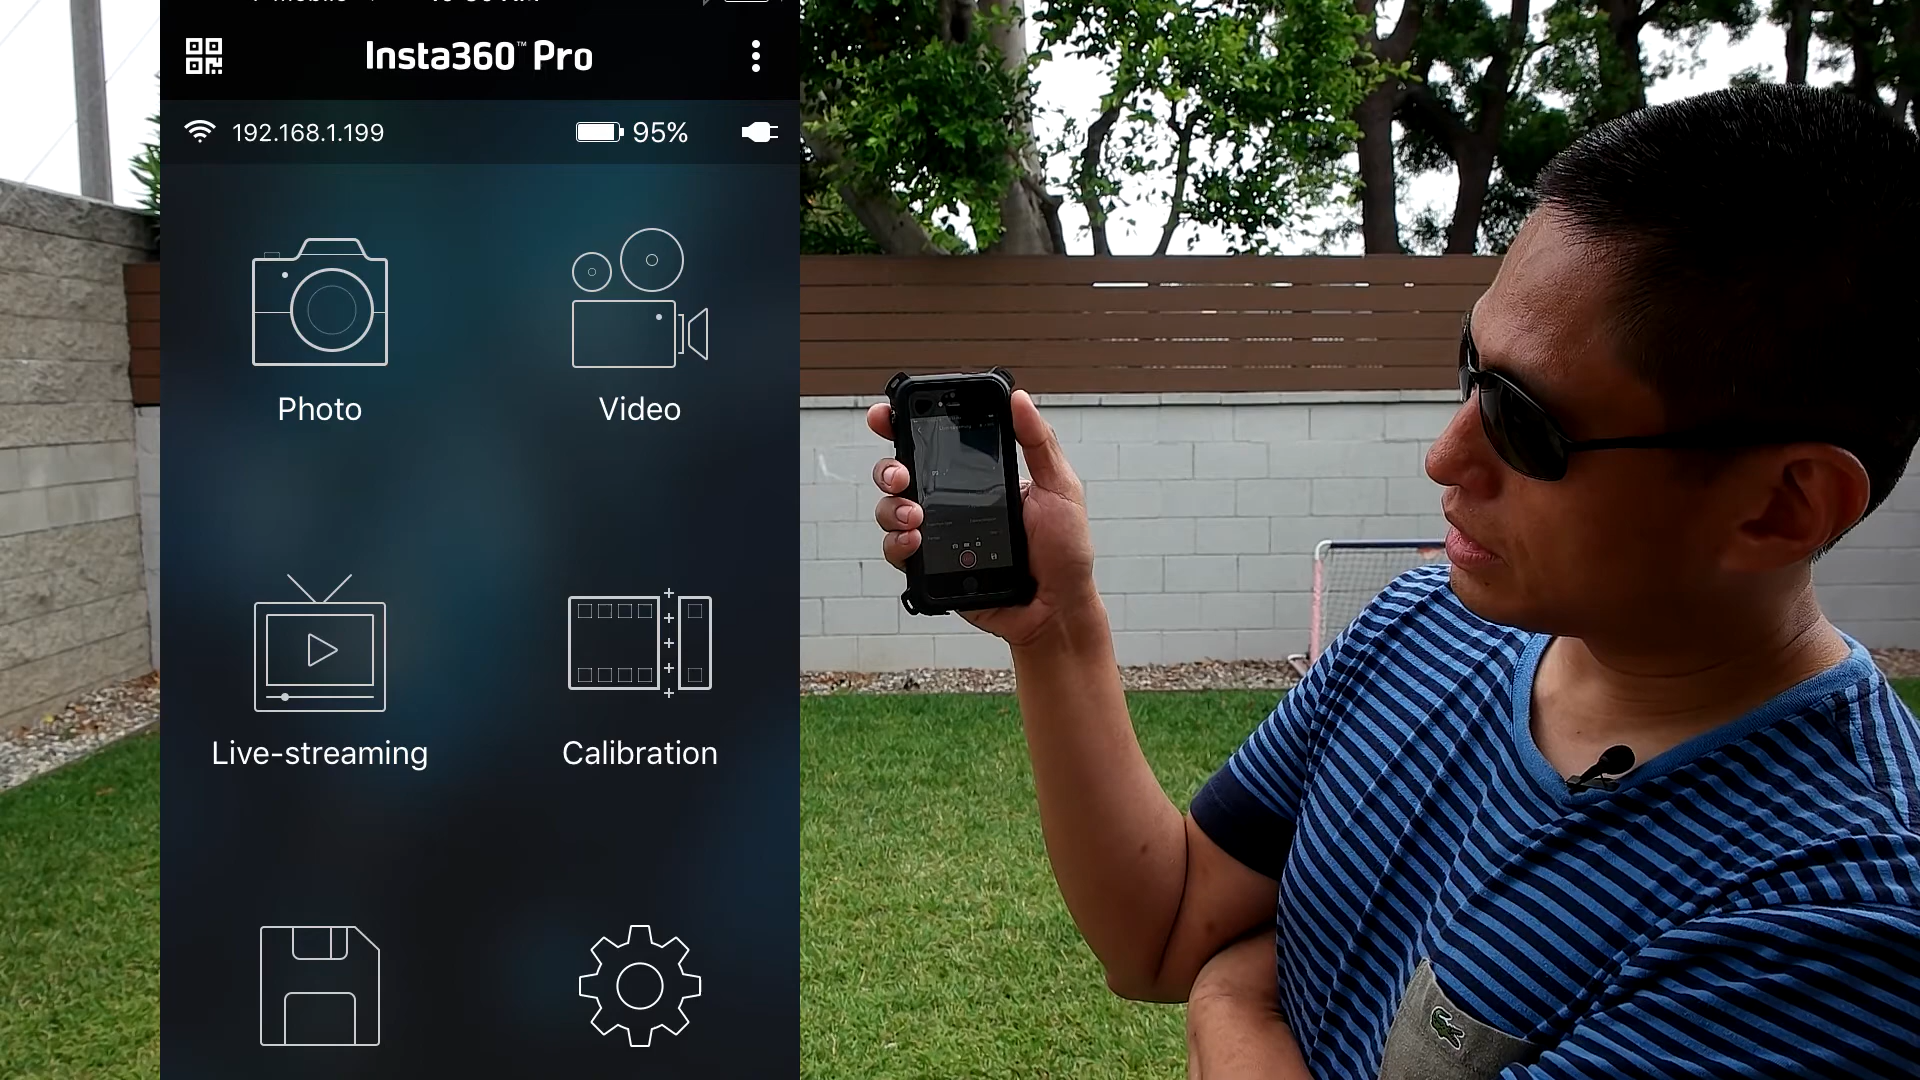 Insta360™ Pro
192.168.1.199 95%
Photo Video
Live-streaming Calibration